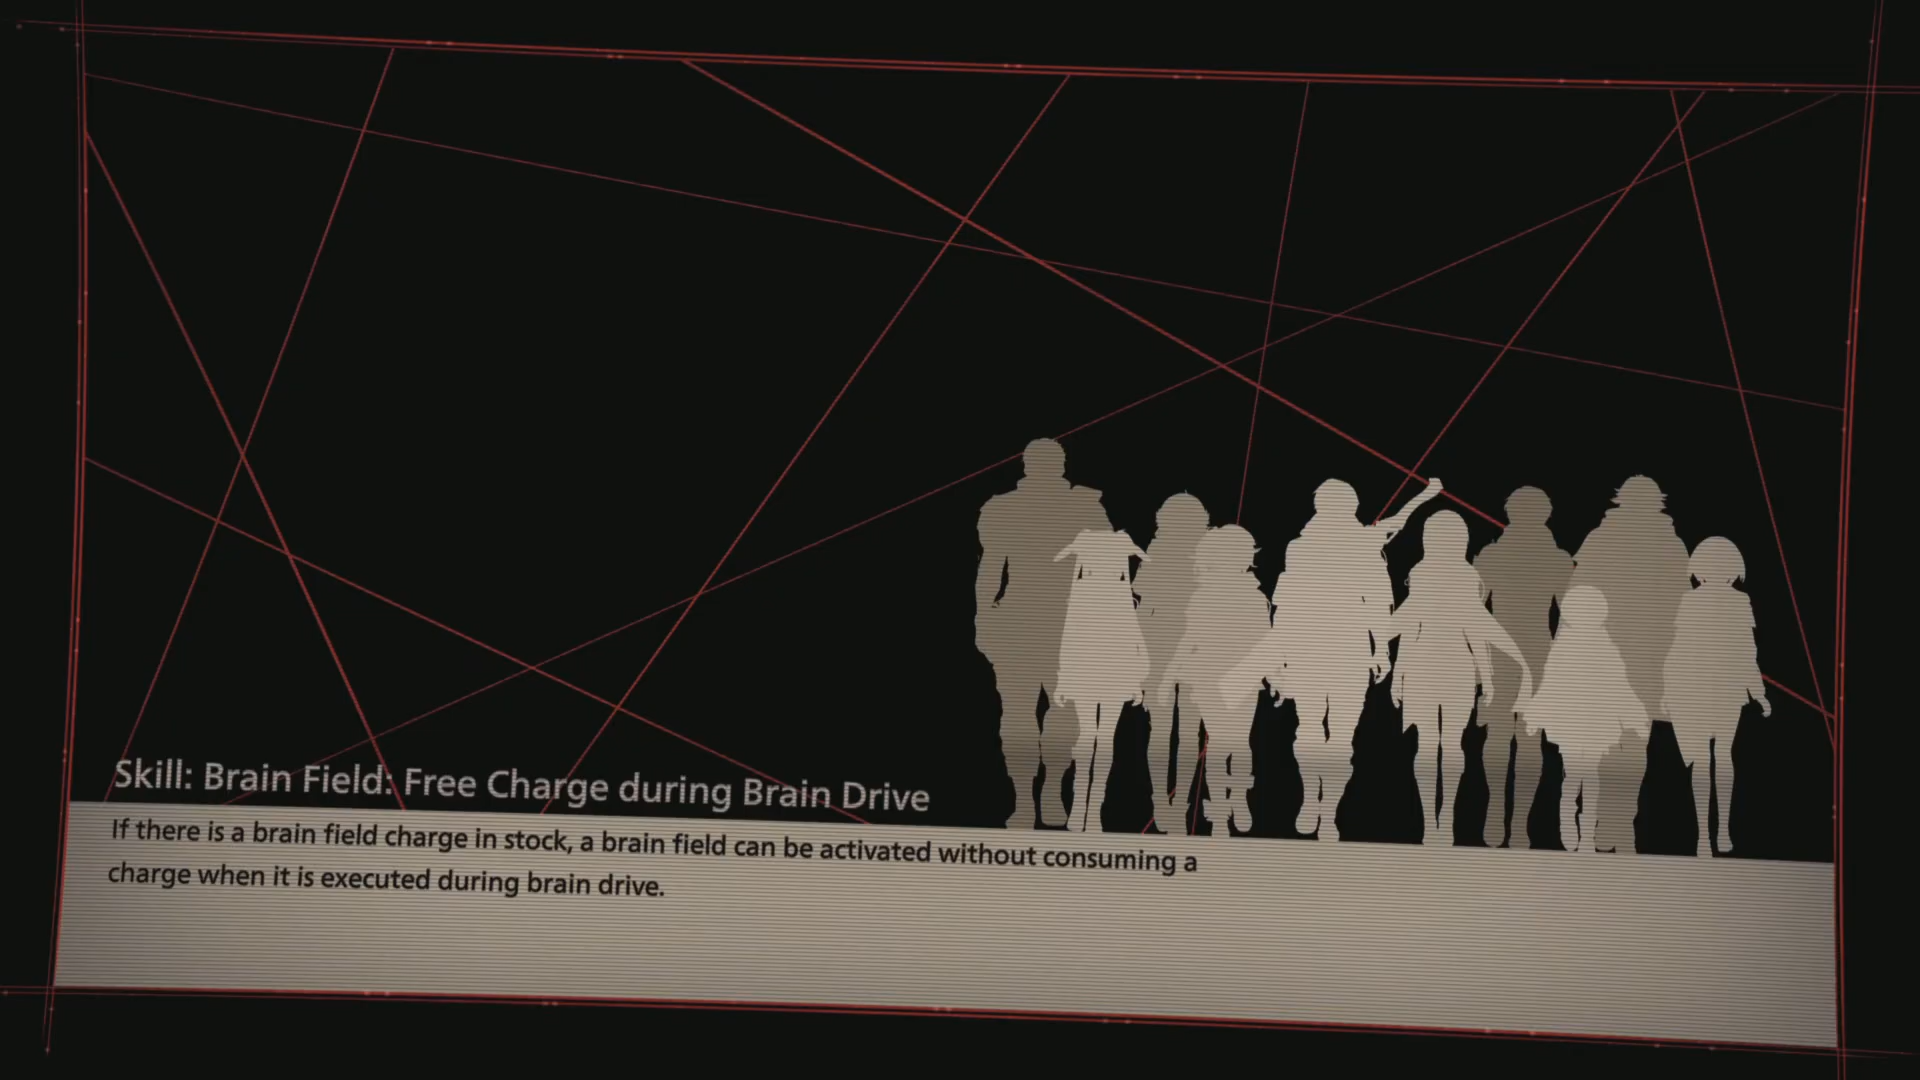 Skill: Brain Field: Free Charge during Brain Drive
If there is a brain field charge in stock, a brain field can be activated without consuming a
charge when it is executed during brain drive.